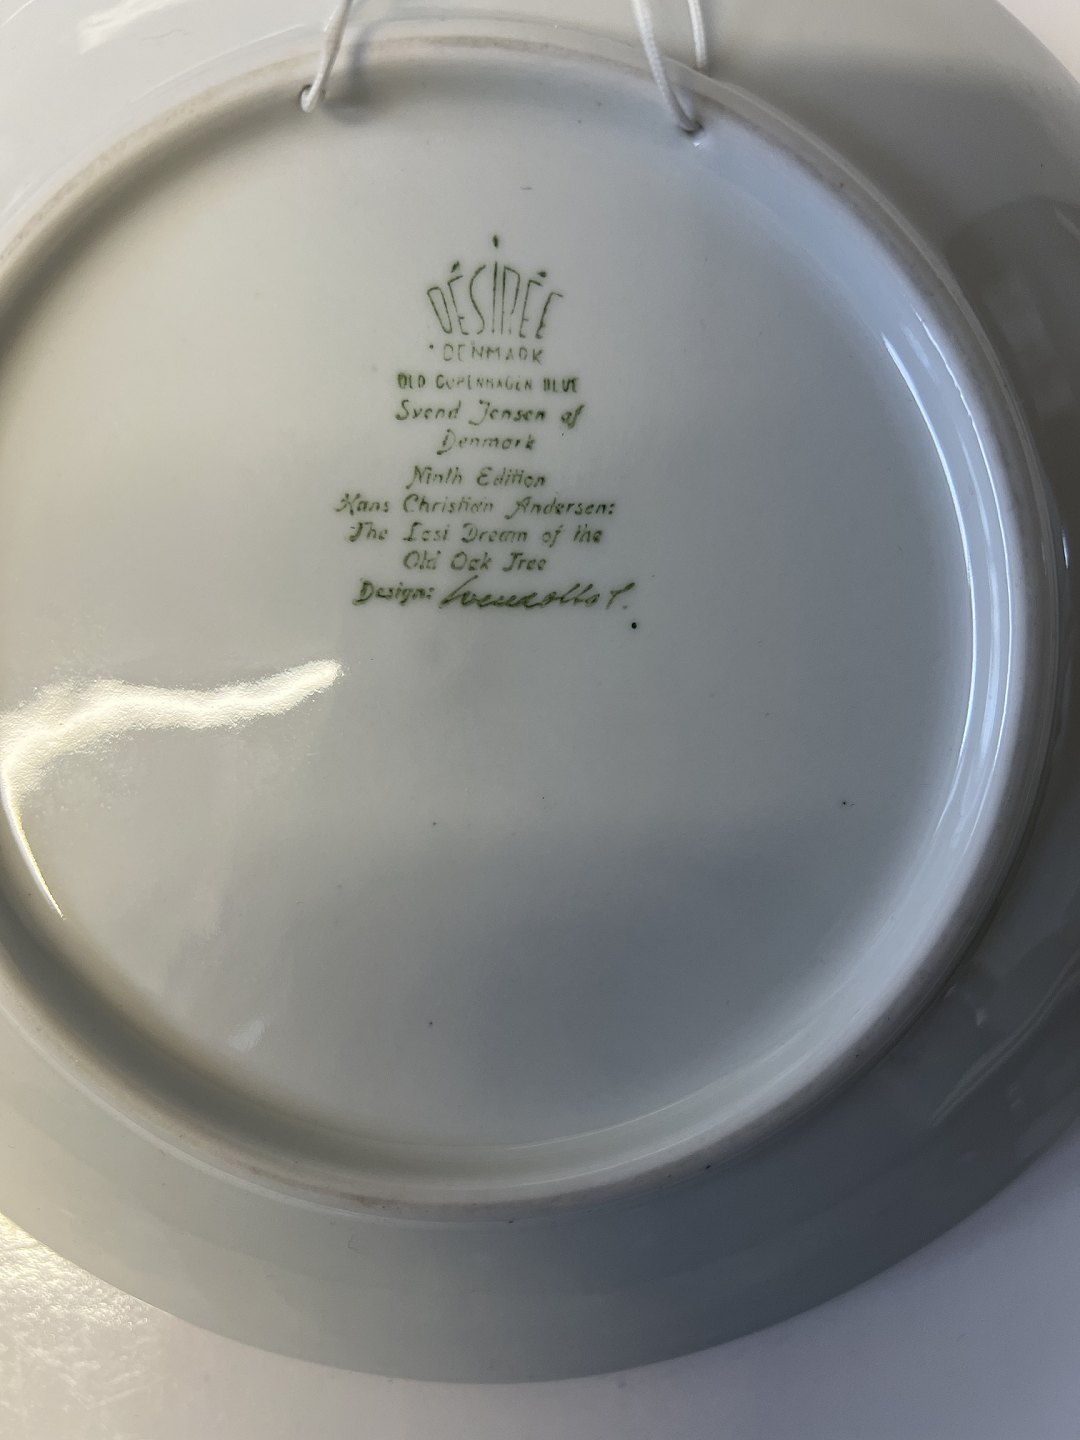 DÉSIRÉE
DENMARK
OLD COPENHAGEN BLUE
Svend Jensen of
Denmark
Ninth Edition
Hans Christian Andersen:
The Last Dream of the
Old Oak Tree
Design: